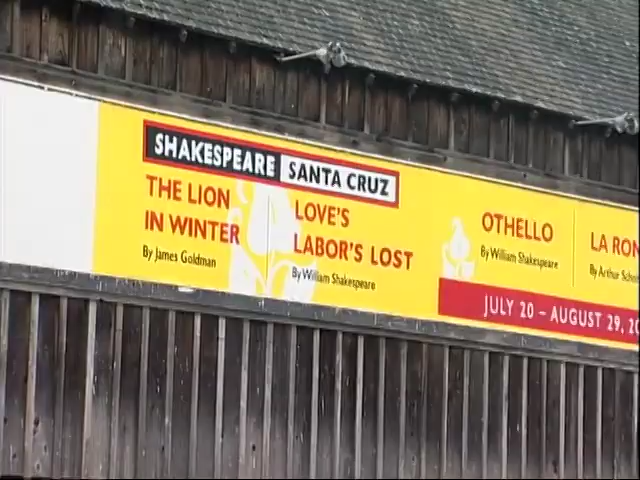 SHAKESPEARE SANTA CRUZ
THE LION
IN WINTER
By James Goldman
LOVE'S
LABOR'S LOST
By William Shakespeare
OTHELLO
By William Shakespeare
LA RON
By Arthur Schn
JULY 20 – AUGUST 29, 20